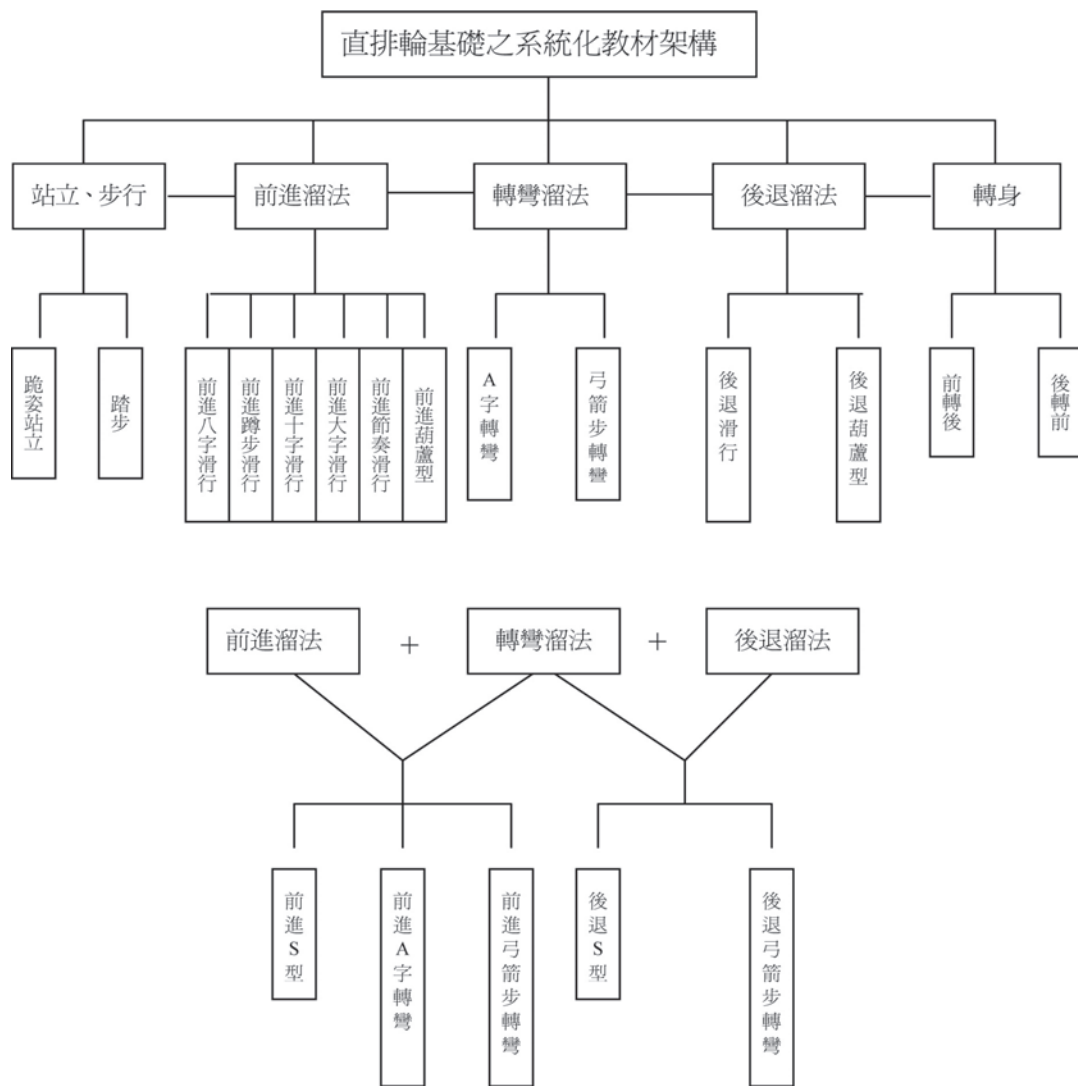 直排輪基礎之系統化教材架構
站立、步行
前進溜法
轉彎溜法
後退溜法
轉身
跪姿站立
踏步
前進八字滑行
前進蹲步滑行
前進十字滑行
前進大字滑行
前進節奏滑行
前進葫蘆型
A字轉彎
弓箭步轉彎
後退滑行
後退葫蘆型
前轉後
後轉前
前進溜法
+
轉彎溜法
+
後退溜法
前進S型
前進A字轉彎
前進弓箭步轉彎
後退S型
後退弓箭步轉彎